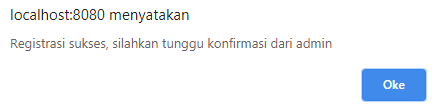 localhost:8080 menyatakan
Registrasi sukses, silahkan tunggu konfirmasi dari admin
Oke